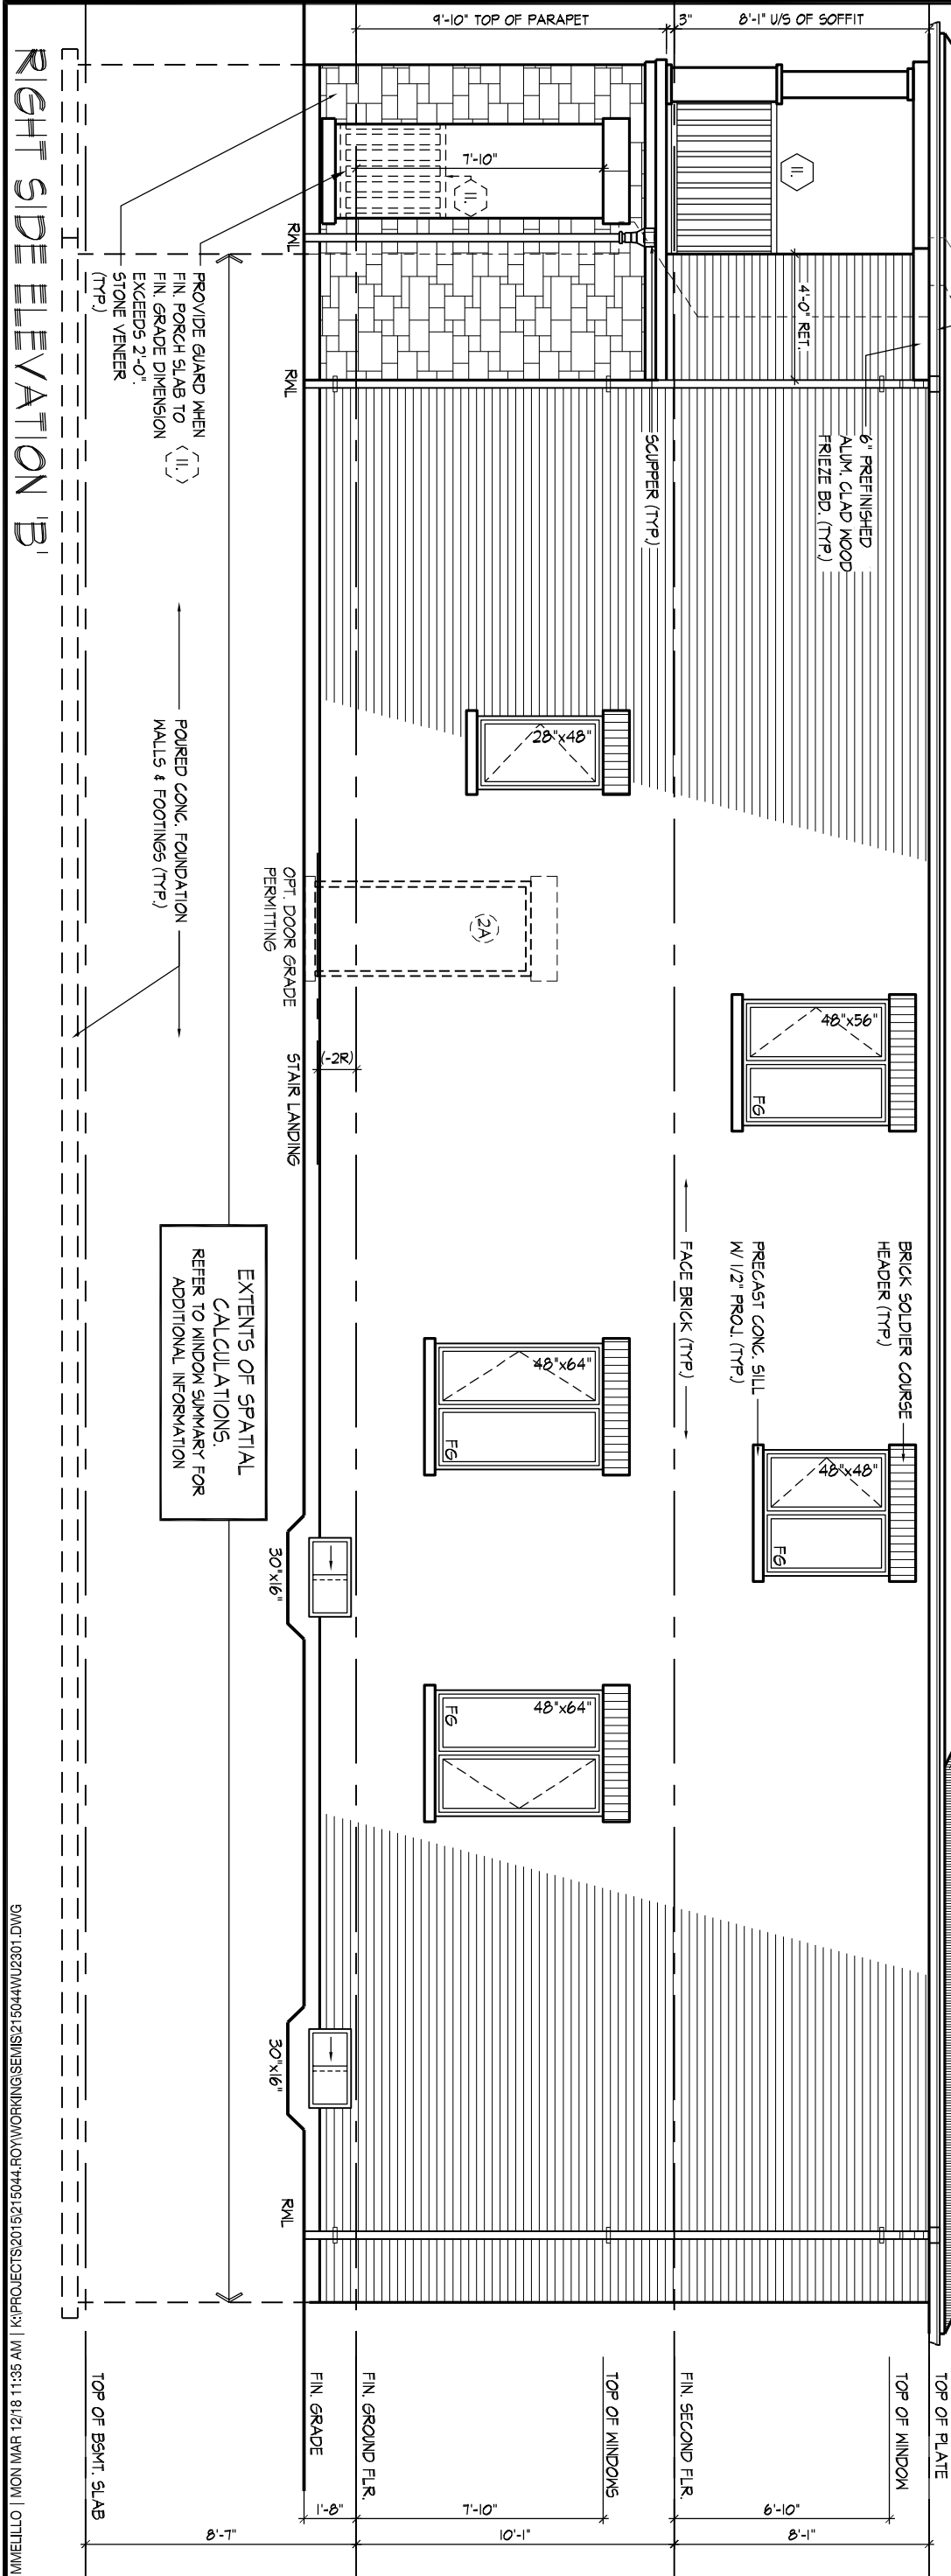 9'-10" TOP OF PARAPET
3"
8'-1" U/S OF SOFFIT
11.
7'-10"
11.
4'-0" RET.
6" PREFINISHED
ALUM. CLAD WOOD
FRIEZE BD. (TYP.)
SCUPPER (TYP.)
RWL
RWL
PROVIDE GUARD WHEN
FIN. PORCH SLAB TO
FIN. GRADE DIMENSION
EXCEEDS 2'-0".
11.
STONE VENEER
(TYP.)
RIGHT SIDE ELEVATION 'B'
28"x48"
POURED CONC. FOUNDATION
WALLS & FOOTINGS (TYP.)
2A
OPT. DOOR GRADE
PERMITTING
(-2R)
STAIR LANDING
48"x56"
FG
BRICK SOLDIER COURSE
HEADER (TYP.)
PRECAST CONC. SILL
W/ 1/2" PROJ. (TYP.)
FACE BRICK (TYP.)
48"x64"
FG
48"x48"
FG
EXTENTS OF SPATIAL
CALCULATIONS.
REFER TO WINDOW SUMMARY FOR
ADDITIONAL INFORMATION
30"x16"
48"x64"
FG
30"x16"
RWL
TOP OF PLATE
TOP OF WINDOW
FIN. SECOND FLR.
TOP OF WINDOWS
FIN. GROUND FLR.
FIN. GRADE
TOP OF BSMT. SLAB
6'-10"
8'-1"
7'-10"
10'-1"
1'-8"
8'-7"
MMELILLO | MON MAR 12/18 11:35 AM | K:\PROJECTS\2015\215044.ROY\WORKING\SEMIS\215044WU2301.DWG